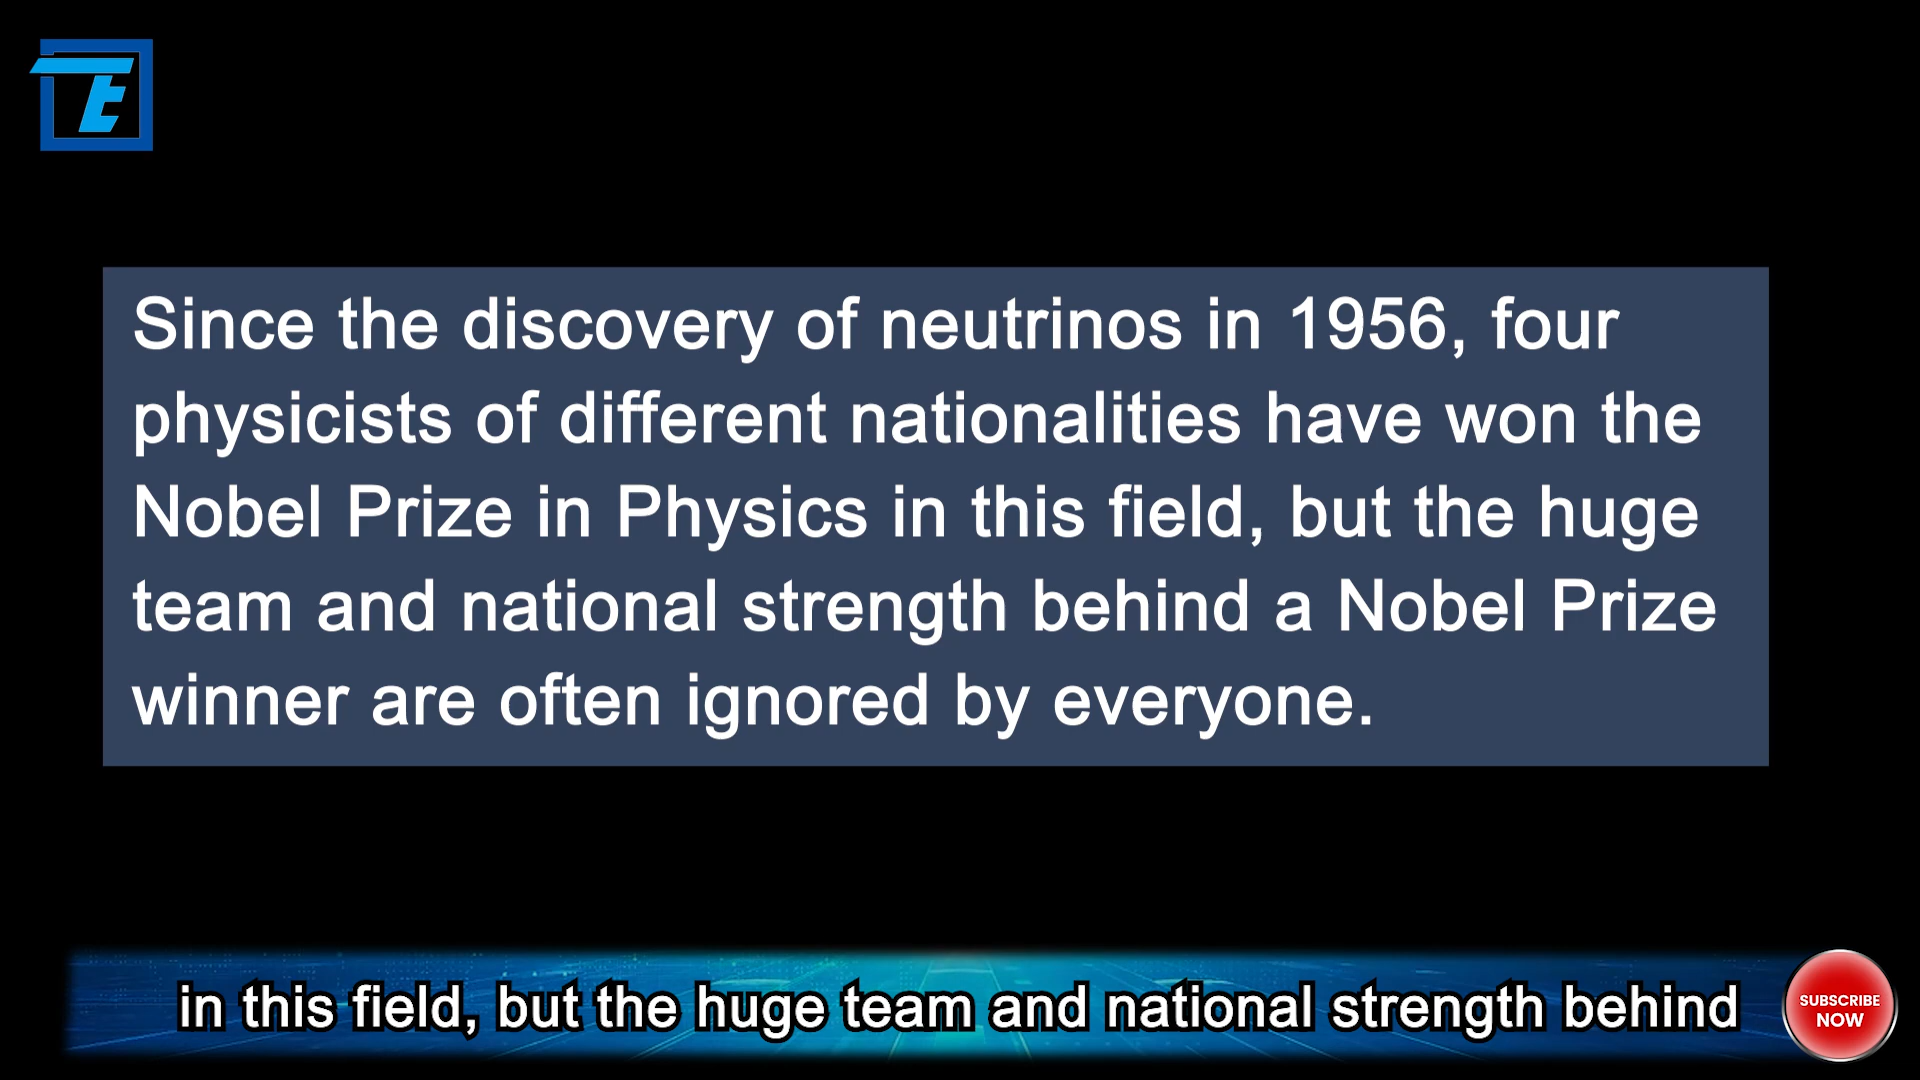 TE
Since the discovery of neutrinos in 1956, four
physicists of different nationalities have won the
Nobel Prize in Physics in this field, but the huge
team and national strength behind a Nobel Prize
winner are often ignored by everyone.
in this field, but the huge team and national strength behind
SUBSCRIBE
NOW